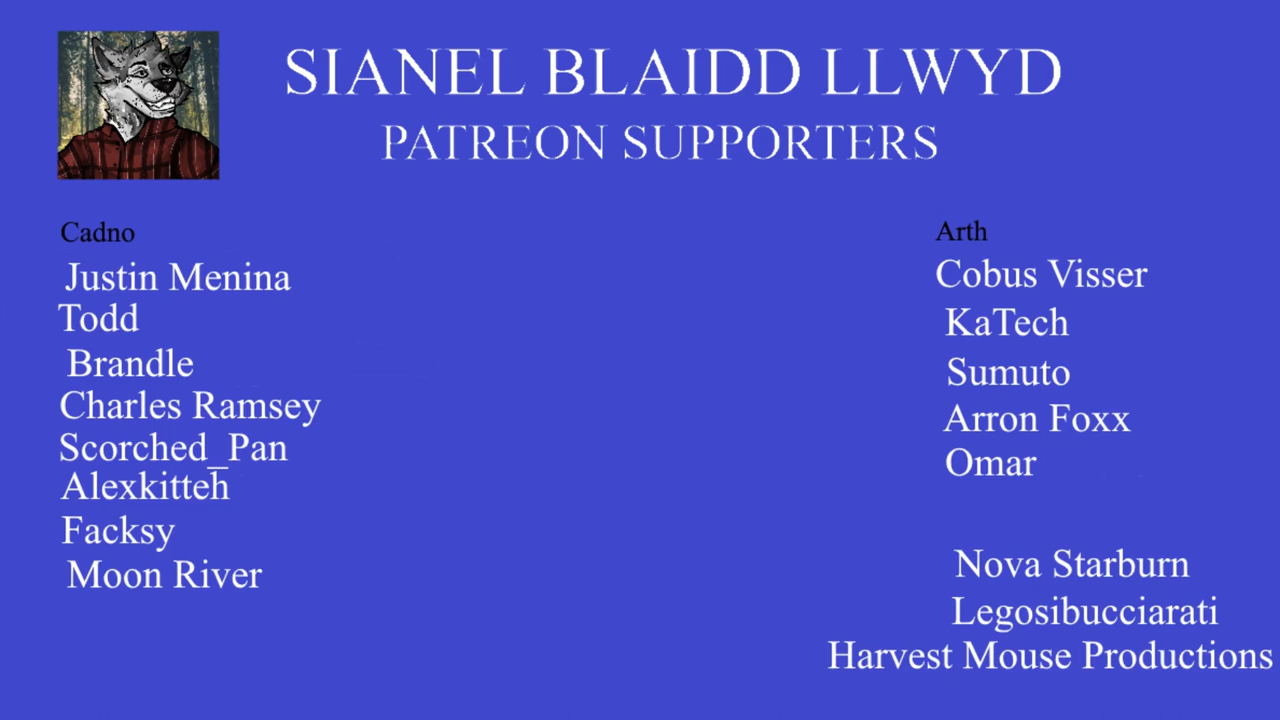 SIANEL BLAIDD LLWYD
PATREON SUPPORTERS
Cadno
Justin Menina
Todd
Brandle
Charles Ramsey
Scorched_Pan
Alexkitteh
Facksy
Moon River
Arth
Cobus Visser
KaTech
Sumuto
Arron Foxx
Omar
Nova Starburn
Legosibucciarati
Harvest Mouse Productions